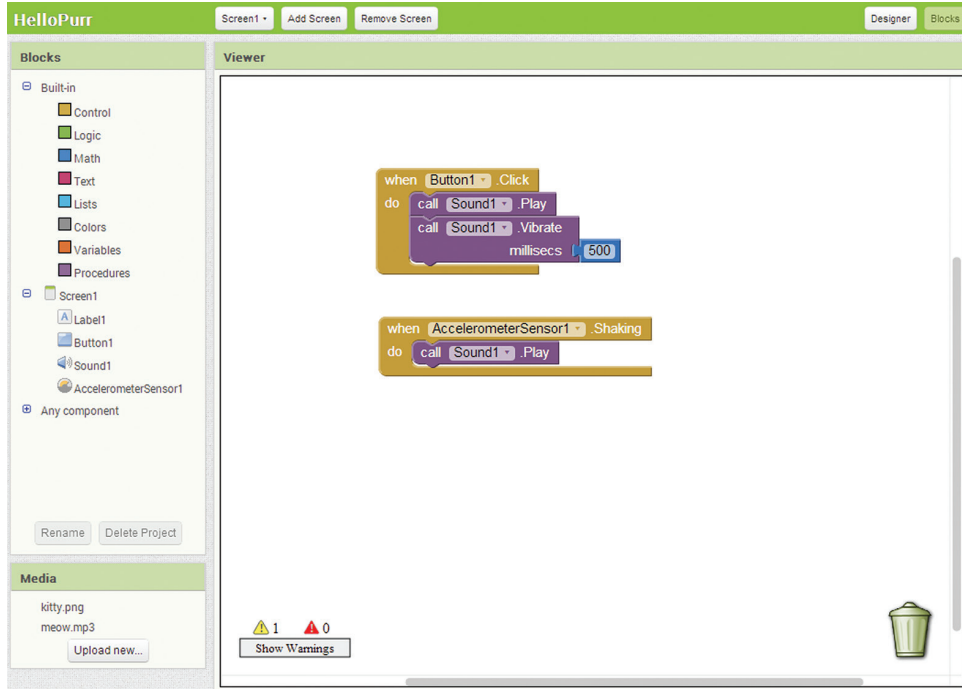 HelloPurr
Screen1
Add Screen
Remove Screen
Designer
Blocks
Blocks
Viewer
Built-in
Control
Logic
Math
Text
Lists
Colors
Variables
Procedures
Screen1
A Label1
Button1
Sound1
AccelerometerSensor1
Any component
Rename
Delete Project
Media
kitty.png
meow.mp3
Upload new...
when Button1 .Click
do call Sound1 .Play
call Sound1 .Vibrate
millisecs 500
when AccelerometerSensor1 .Shaking
do call Sound1 .Play
1 0
Show Warnings